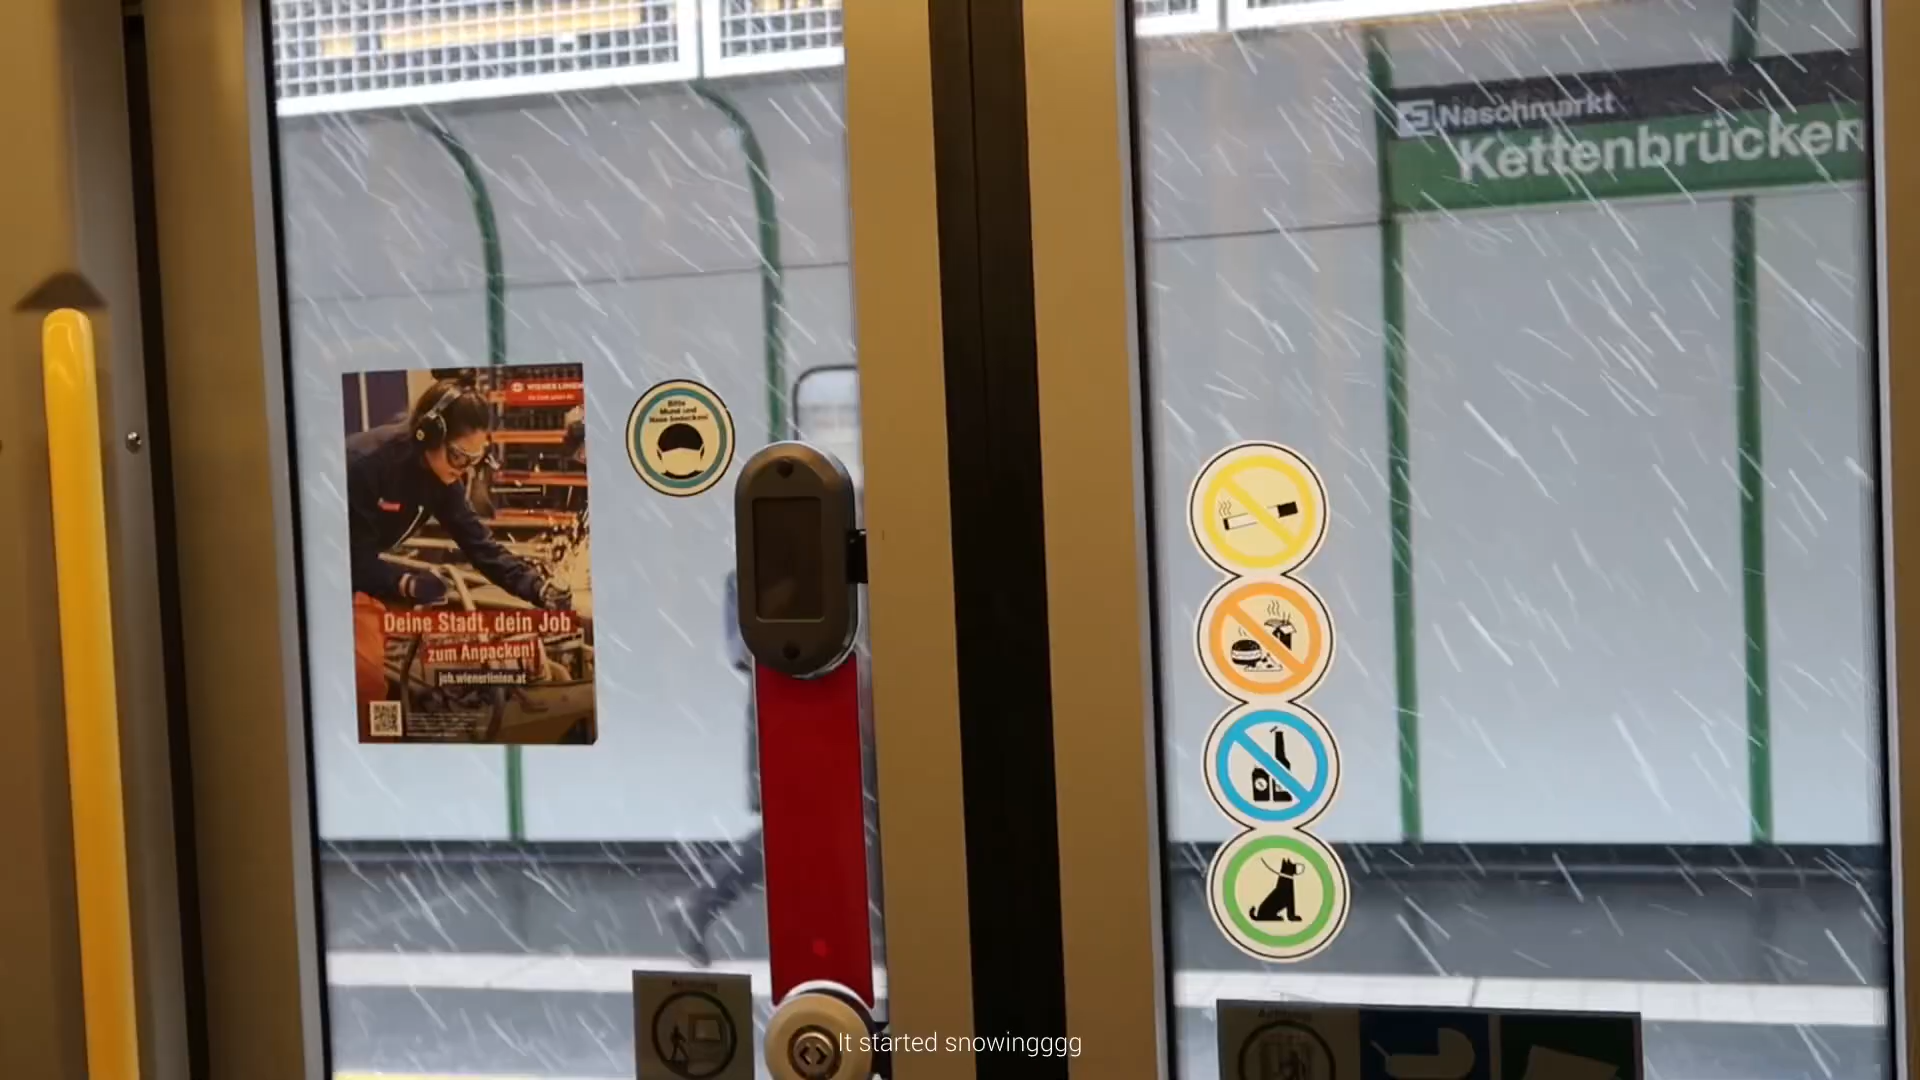 Naschmarkt
Kettenbrücken
WIENER LINIEN
Bitte
Mund und
Nase bedecken!
Deine Stadt, dein Job
zum Anpacken!
job.wienerlinien.at
Achtung
It started snowingggg